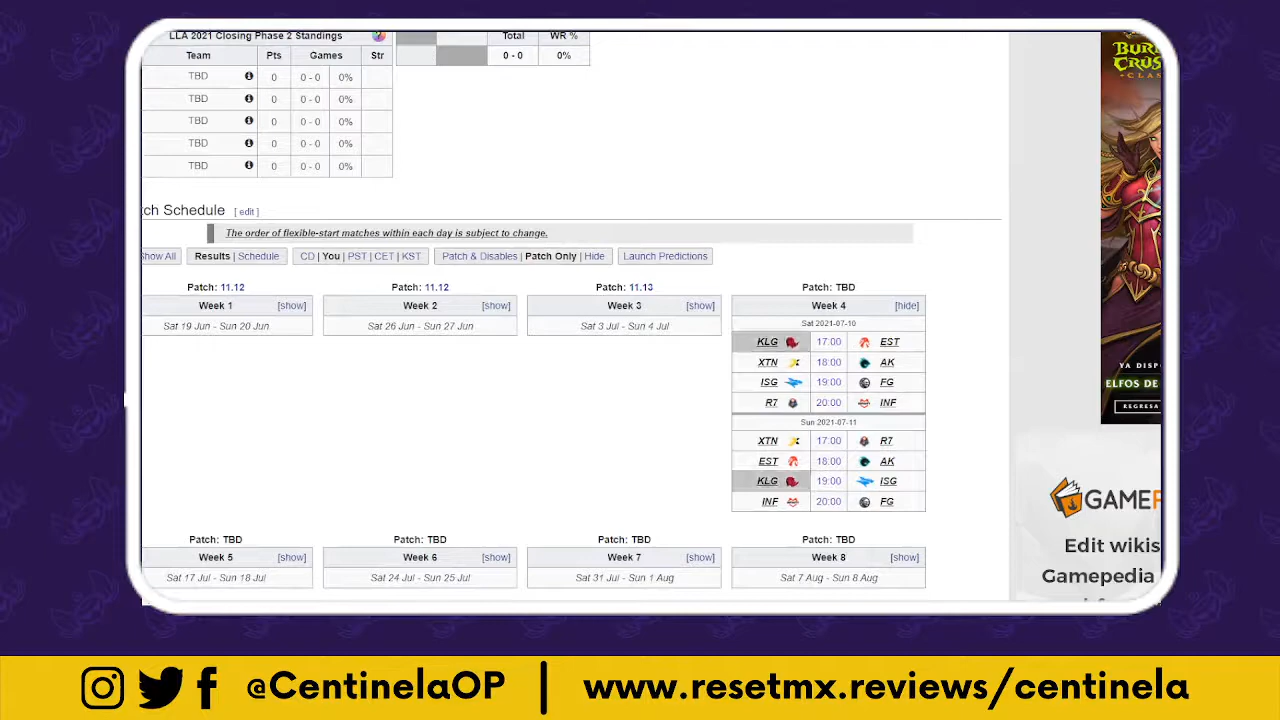 LLA 2021 Closing Phase 2 Standings
Total WR %
Team Pts Games Str
0 - 0 0%
TBD 0 0 - 0 0%
TBD 0 0 - 0 0%
TBD 0 0 - 0 0%
TBD 0 0 - 0 0%
TBD 0 0 - 0 0%
tch Schedule [ edit ]
The order of flexible-start matches within each day is subject to change.
Show All Results | Schedule CD | You | PST | CET | KST Patch & Disables | Patch Only | Hide Launch Predictions
Patch: 11.12 Patch: 11.12 Patch: 11.13 Patch: TBD
Week 1 [show] Week 2 [show] Week 3 [show] Week 4 [hide]
Sat 19 Jun - Sun 20 Jun Sat 26 Jun - Sun 27 Jun Sat 3 Jul - Sun 4 Jul Sat 2021-07-10
KLG 17:00 EST
XTN 18:00 AK
ISG 19:00 FG
R7 20:00 INF
Sun 2021-07-11
XTN 17:00 R7
EST 18:00 AK
KLG 19:00 ISG
INF 20:00 FG
Patch: TBD Patch: TBD Patch: TBD Patch: TBD
Week 5 [show] Week 6 [show] Week 7 [show] Week 8 [show]
Sat 17 Jul - Sun 18 Jul Sat 24 Jul - Sun 25 Jul Sat 31 Jul - Sun 1 Aug Sat 7 Aug - Sun 8 Aug
BUR
CRUS
CLAS
YA DISP
ELFOS DE
REGRESA
GAMEP
Edit wikis
Gamepedia
@CentinelaOP | www.resetmx.reviews/centinela